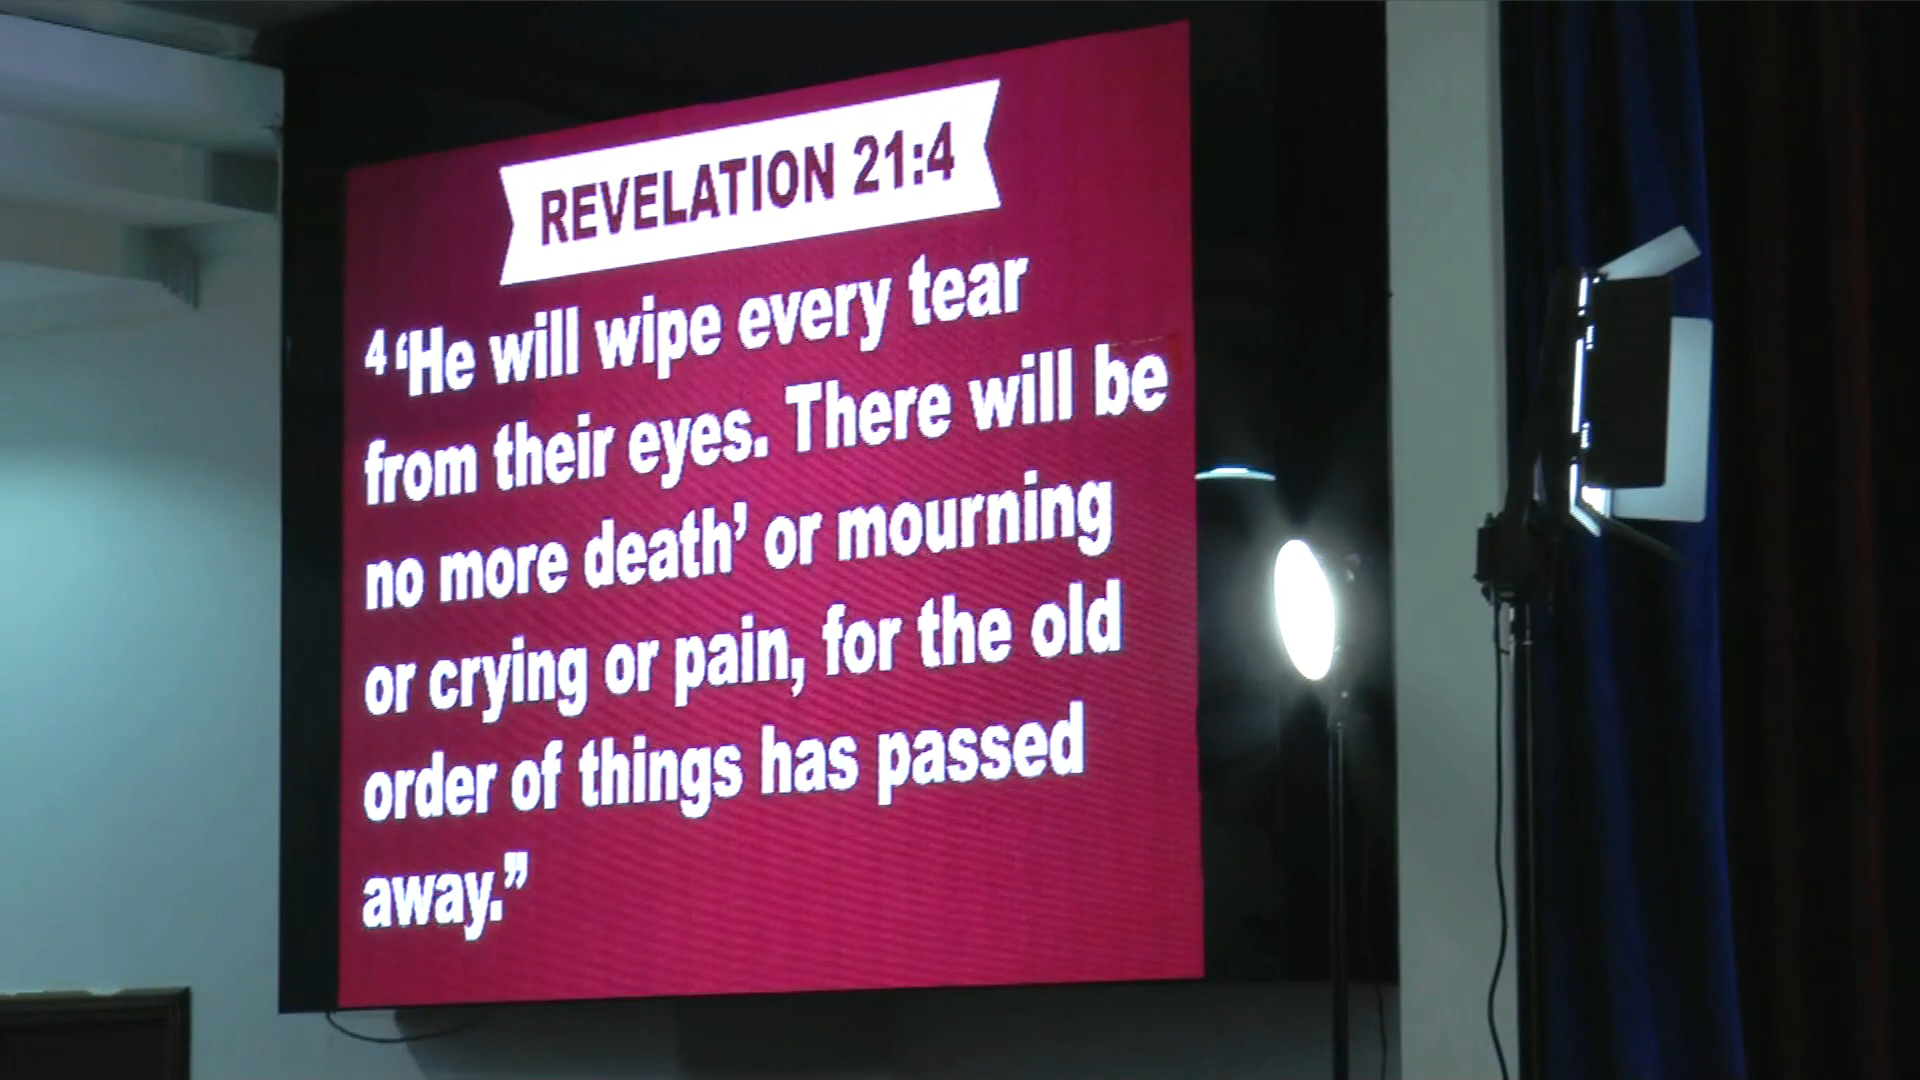 REVELATION 21:4
4 ‘He will wipe every tear
from their eyes. There will be
no more death’ or mourning
or crying or pain, for the old
order of things has passed
away.”